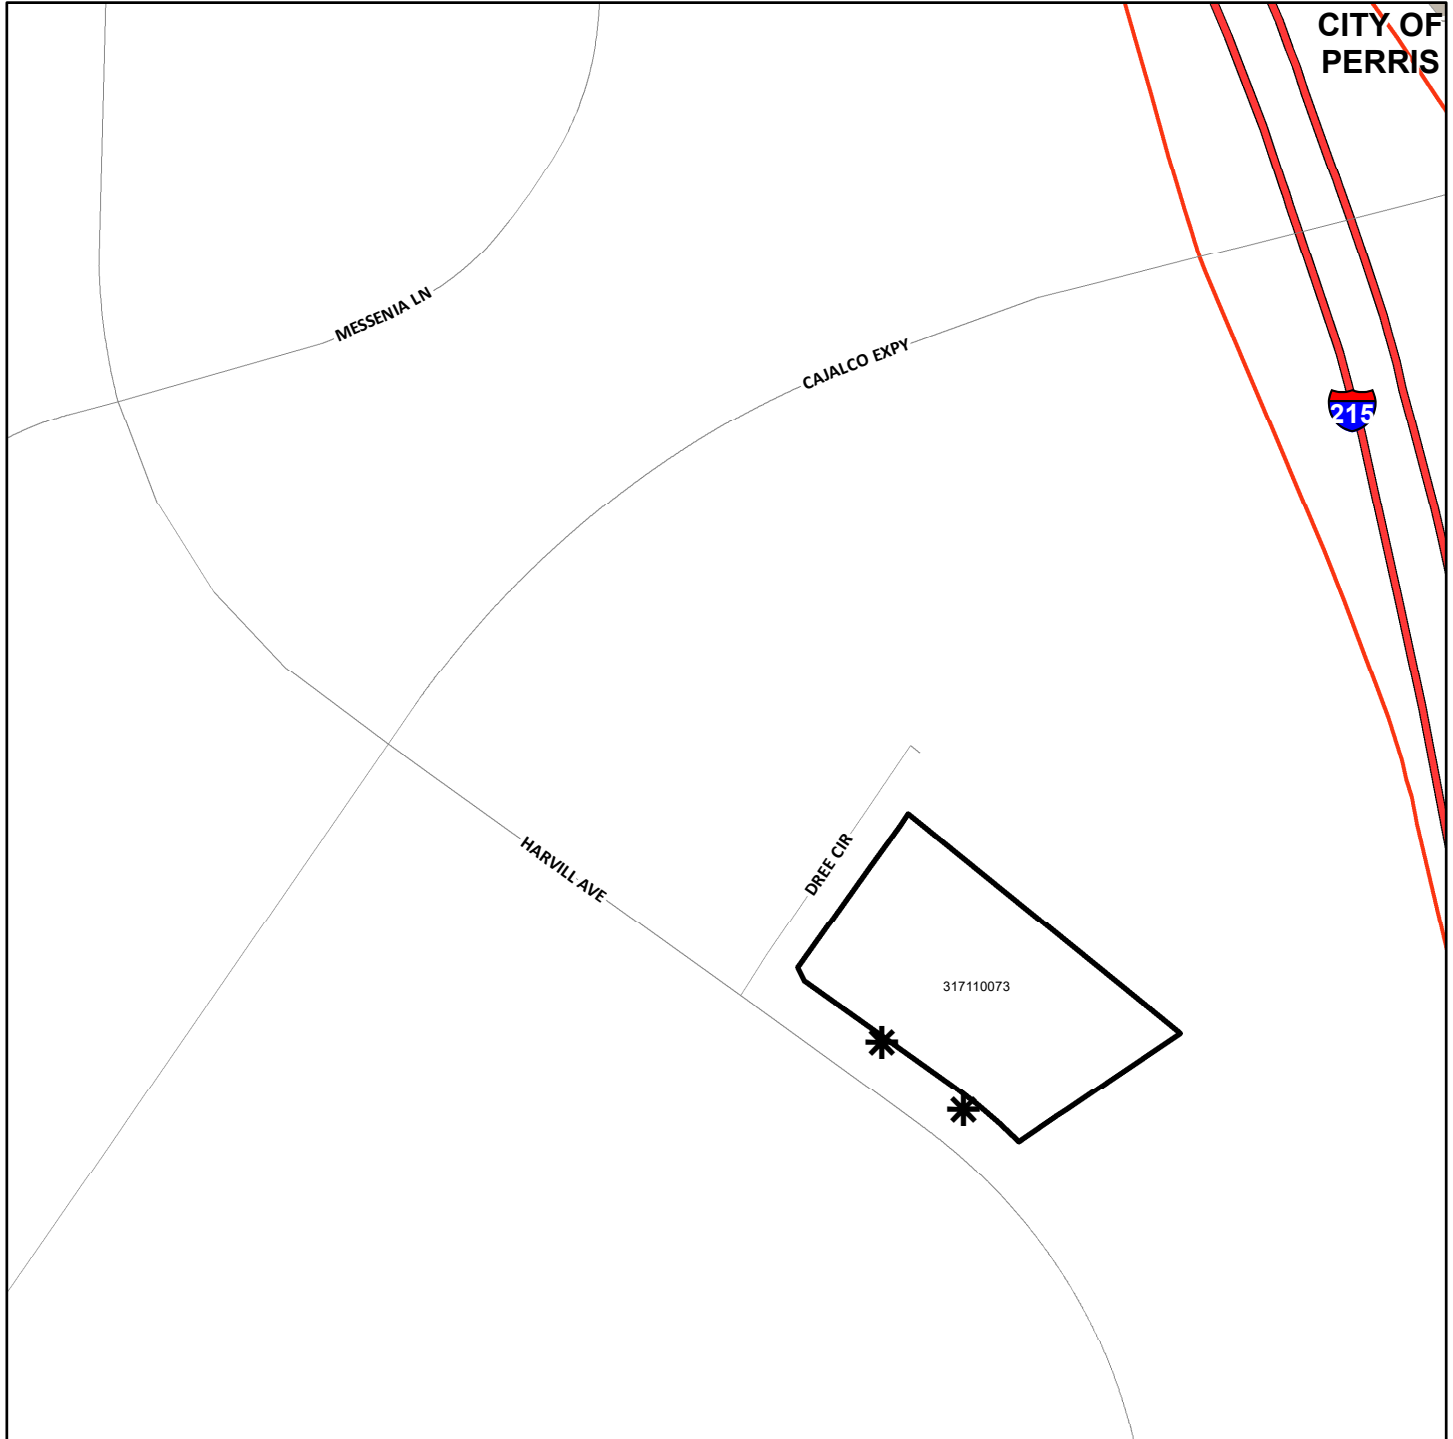 CITY OF
PERRIS
MESSENIA LN
CAJALCO EXPY
215
HARVILL AVE
DREE CIR
317110073